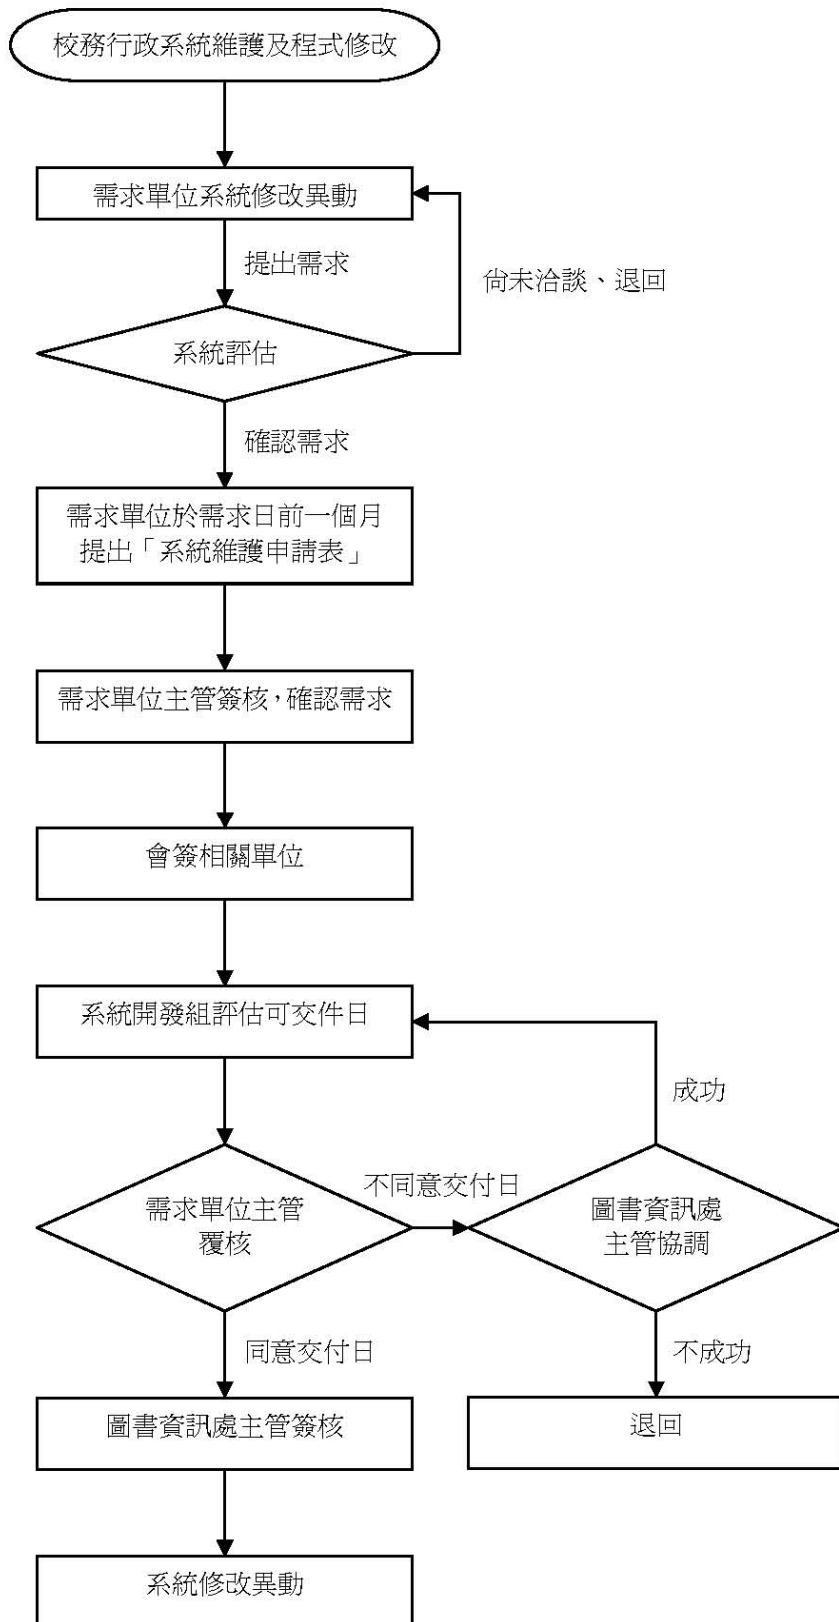 校務行政系統維護及程式修改
需求單位系統修改異動
提出需求
尚未洽談、退回
系統評估
確認需求
需求單位於需求日前一個月
提出「系統維護申請表」
需求單位主管簽核，確認需求
會簽相關單位
系統開發組評估可交件日
成功
不同意交付日
需求單位主管
覆核
圖書資訊處
主管協調
同意交付日
不成功
圖書資訊處主管簽核
退回
系統修改異動